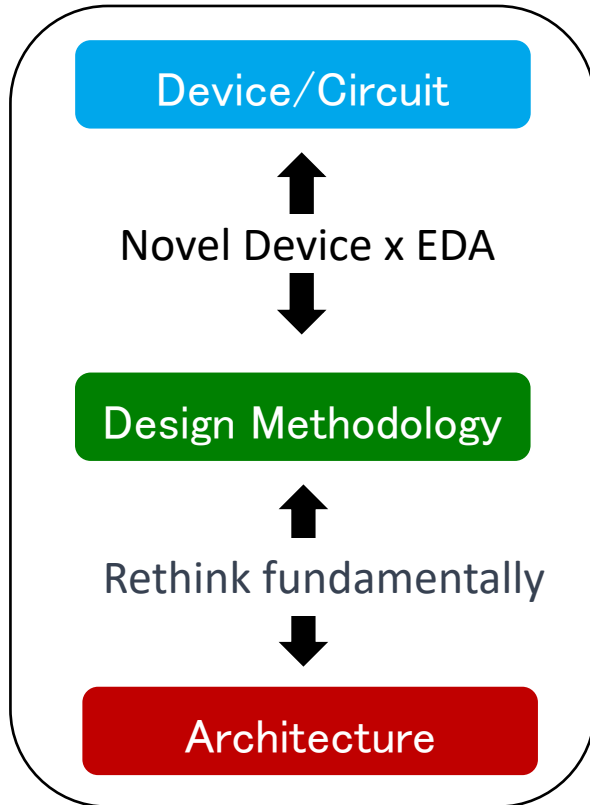 Device/Circuit
Novel Device x EDA
Design Methodology
Rethink fundamentally
Architecture